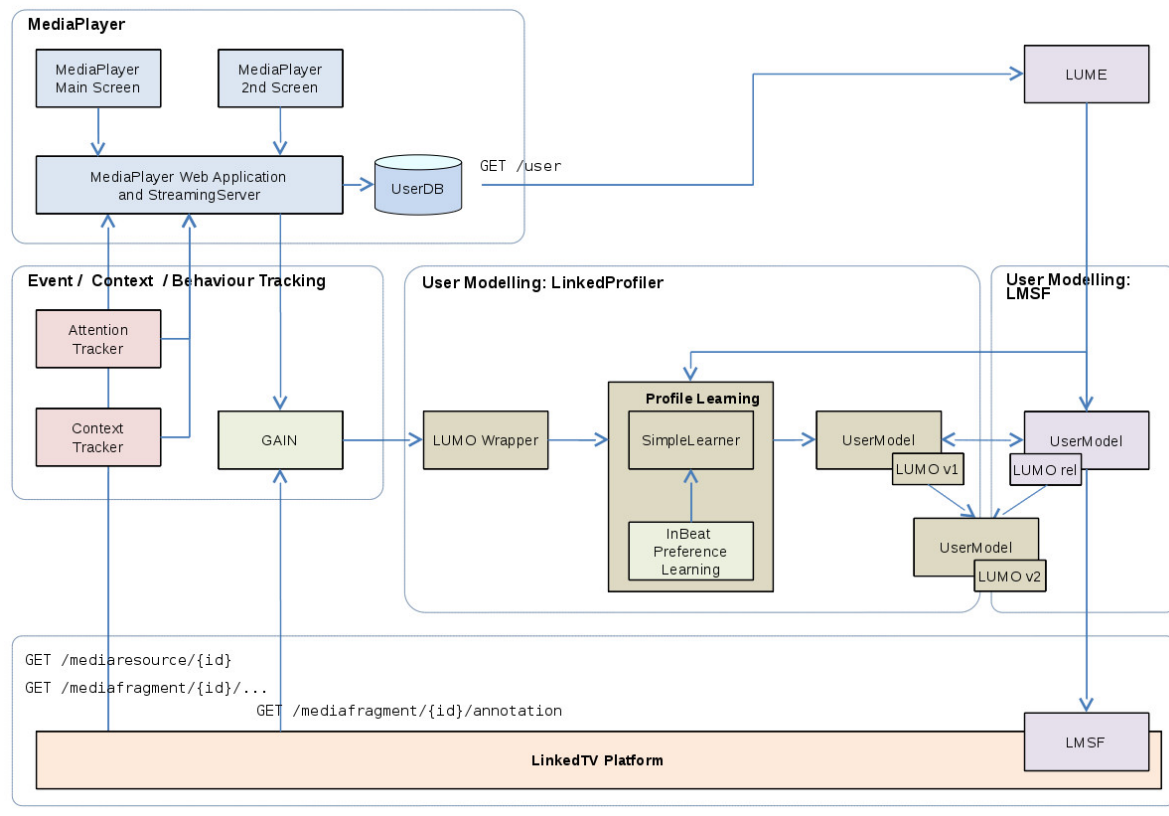 MediaPlayer
MediaPlayer
Main Screen
MediaPlayer
2nd Screen
LUME
MediaPlayer Web Application
and StreamingServer
UserDB
GET /user
Event / Context / Behaviour Tracking
User Modelling: LinkedProfiler
User Modelling:
LMSF
Attention
Tracker
Context
Tracker
GAIN
LUMO Wrapper
Profile Learning
SimpleLearner
InBeat
Preference
Learning
UserModel
LUMO v1
UserModel
LUMO rel
UserModel
LUMO v2
GET /mediaresource/{id}
GET /mediafragment/{id}/...
GET /mediafragment/{id}/annotation
LinkedTV Platform
LMSF